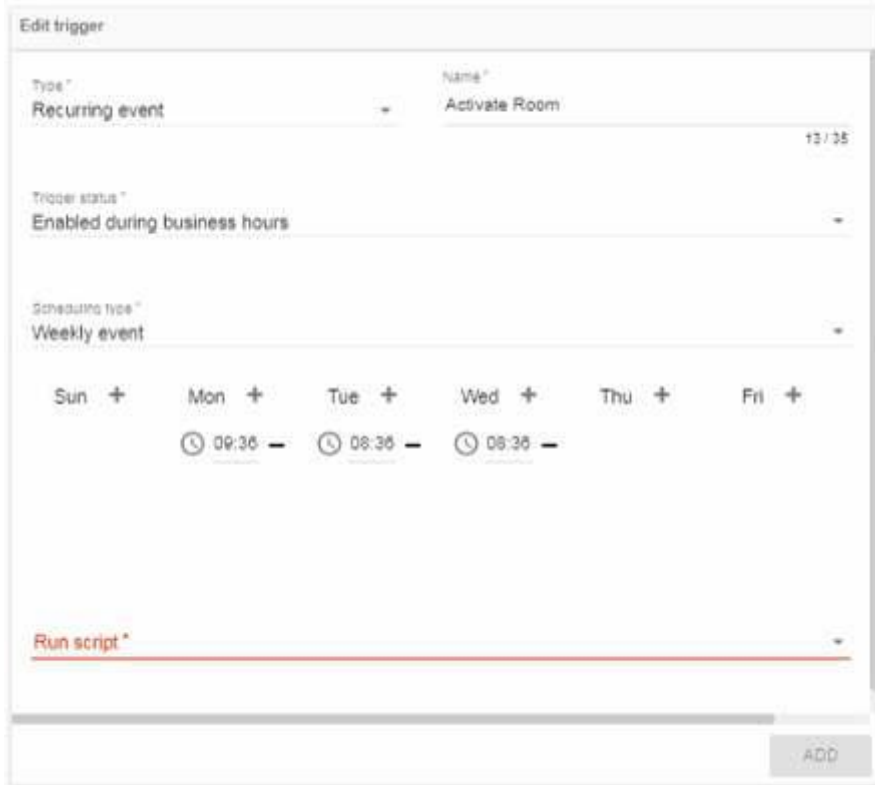 Edit trigger
Type *
Name *
Recurring event
Activate Room
13 / 35
Trigger status *
Enabled during business hours
Scheduling type *
Weekly event
Sun + Mon + Tue + Wed + Thu + Fri +
09:36 − 08:36 − 08:36 −
Run script *
ADD